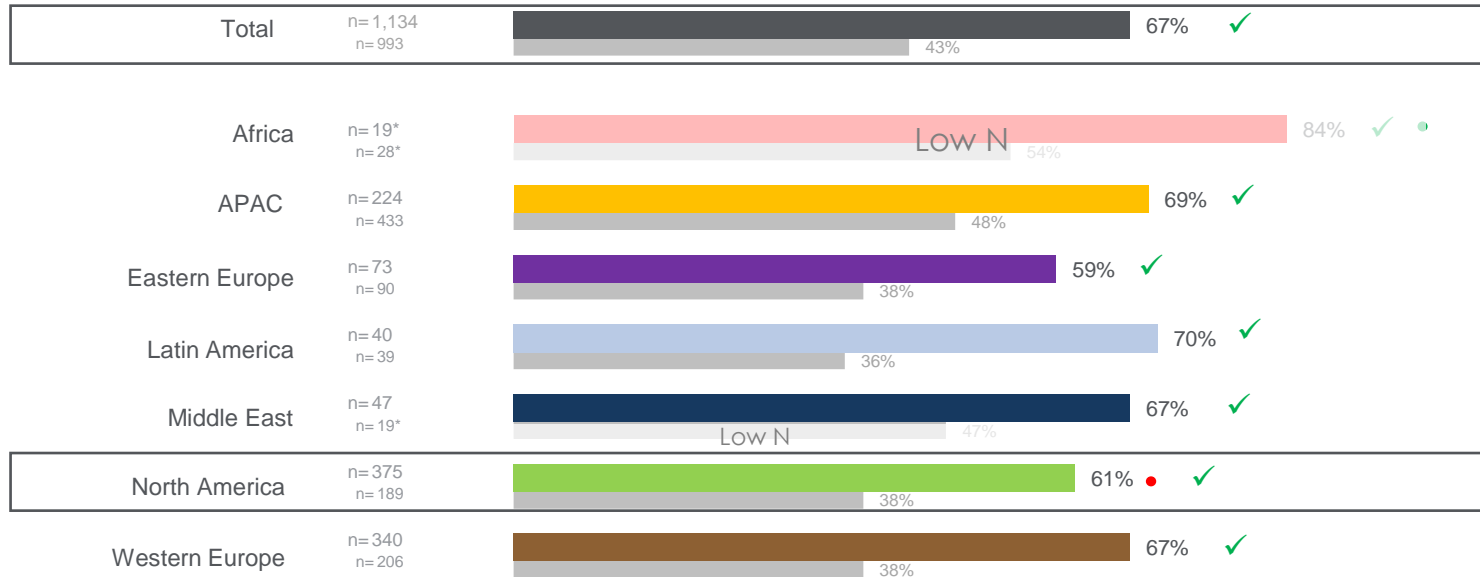 Total n=1,134 67% ✓
n=993 43%
Africa n=19* Low N 84% ✓
n=28* 54%
APAC n=224 69% ✓
n=433 48%
Eastern Europe n=73 59% ✓
n=90 38%
Latin America n=40 70% ✓
n=39 36%
Middle East n=47 67% ✓
n=19* Low N 47%
North America n=375 61% ✓
n=189 38%
Western Europe n=340 67% ✓
n=206 38%